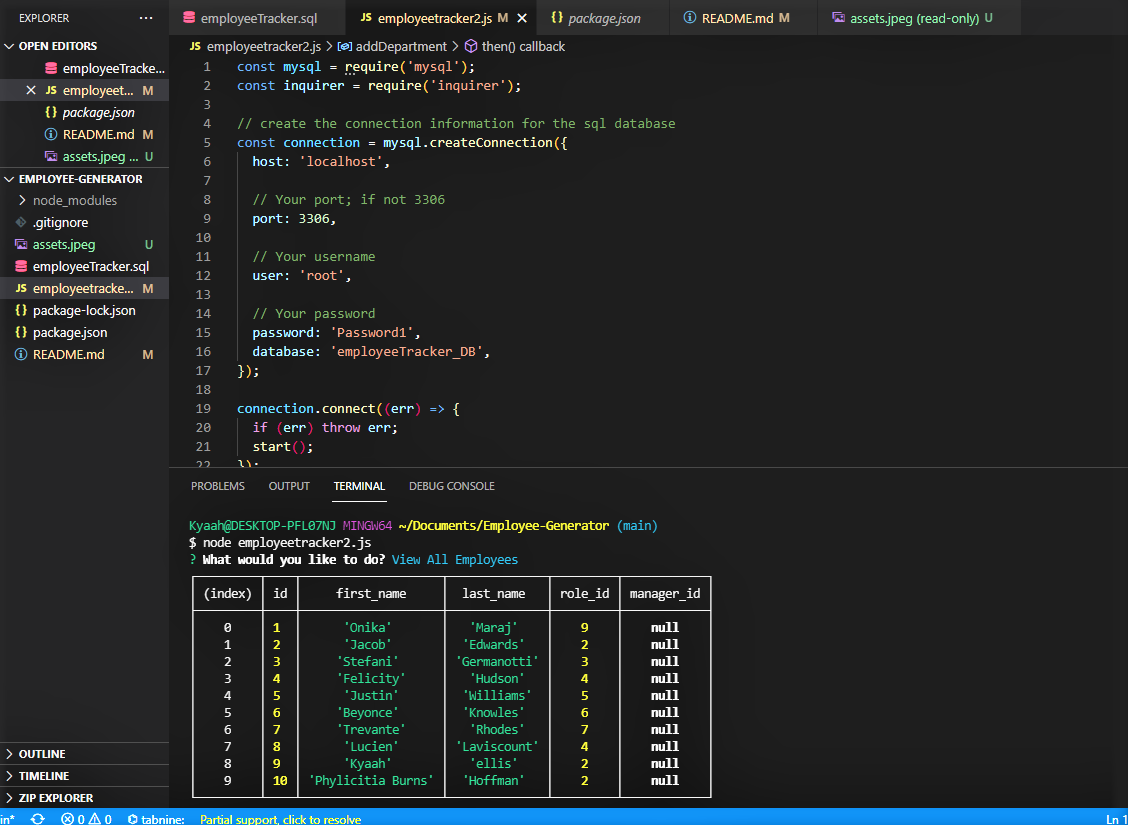 EXPLORER ···
employeeTracker.sql
JS employeetracker2.js M ×
{} package.json
README.md M
assets.jpeg (read-only) U
OPEN EDITORS
employeeTracke...
× JS employeet... M
{} package.json
README.md M
assets.jpeg ... U
EMPLOYEE-GENERATOR
node_modules
.gitignore
assets.jpeg U
employeeTracker.sql
JS employeetracke... M
{} package-lock.json
{} package.json
README.md M
OUTLINE
TIMELINE
ZIP EXPLORER
JS employeetracker2.js > addDepartment > then() callback
1 const mysql = require('mysql');
2 const inquirer = require('inquirer');
3
4 // create the connection information for the sql database
5 const connection = mysql.createConnection({
6 host: 'localhost',
7
8 // Your port; if not 3306
9 port: 3306,
10
11 // Your username
12 user: 'root',
13
14 // Your password
15 password: 'Password1',
16 database: 'employeeTracker_DB',
17 });
18
19 connection.connect((err) => {
20 if (err) throw err;
21 start();
22 });
PROBLEMS OUTPUT TERMINAL DEBUG CONSOLE
Kyaah@DESKTOP-PFL07NJ MINGW64 ~/Documents/Employee-Generator (main)
$ node employeetracker2.js
? What would you like to do? View All Employees
(index) id first_name last_name role_id manager_id
0 1 'Onika' 'Maraj' 9 null
1 2 'Jacob' 'Edwards' 2 null
2 3 'Stefani' 'Germanotti' 3 null
3 4 'Felicity' 'Hudson' 4 null
4 5 'Justin' 'Williams' 5 null
5 6 'Beyonce' 'Knowles' 6 null
6 7 'Trevante' 'Rhodes' 7 null
7 8 'Lucien' 'Laviscount' 4 null
8 9 'Kyaah' 'ellis' 2 null
9 10 'Phylicitia Burns' 'Hoffman' 2 null
in* 0 0 tabnine: Partial support, click to resolve Ln 1